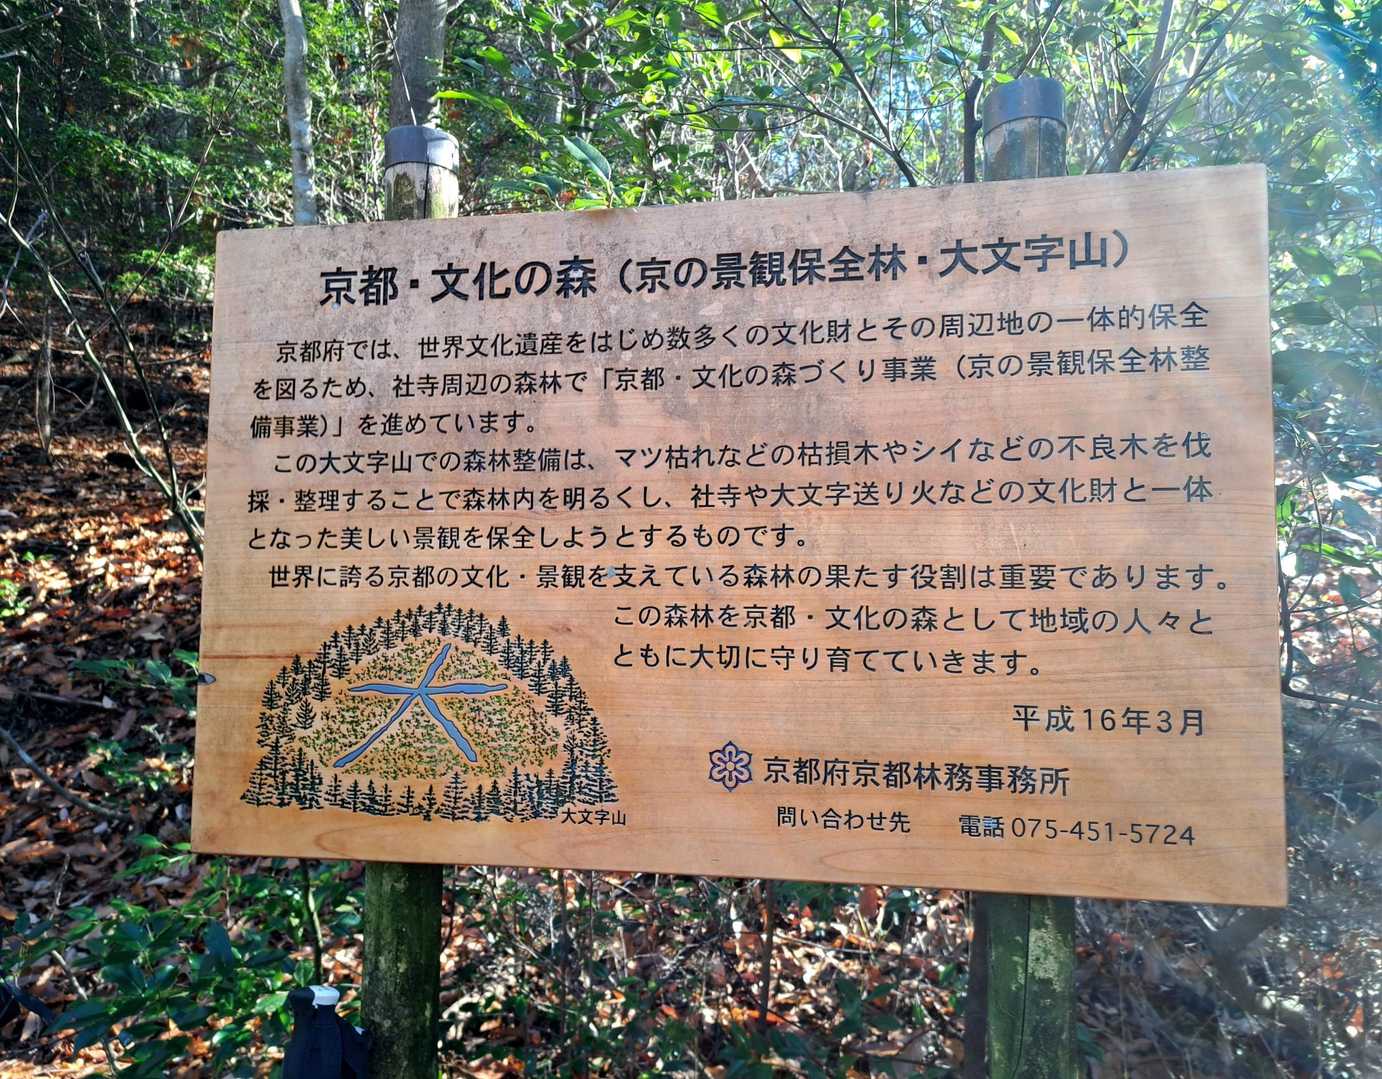 京都・文化の森（京の景観保全林・大文字山）
京都府では、世界文化遺産をはじめ数多くの文化財とその周辺地の一体的保全
を図るため、社寺周辺の森林で「京都・文化の森づくり事業（京の景観保全林整
備事業）」を進めています。
この大文字山での森林整備は、マツ枯れなどの枯損木やシイなどの不良木を伐
採・整理することで森林内を明るくし、社寺や大文字送り火などの文化財と一体
となった美しい景観を保全しようとするものです。
世界に誇る京都の文化・景観を支えている森林の果たす役割は重要であります。
この森林を京都・文化の森として地域の人々と
ともに大切に守り育てていきます。
平成16年3月
京都府京都林務事務所
大文字山
問い合わせ先　電話 075-451-5724